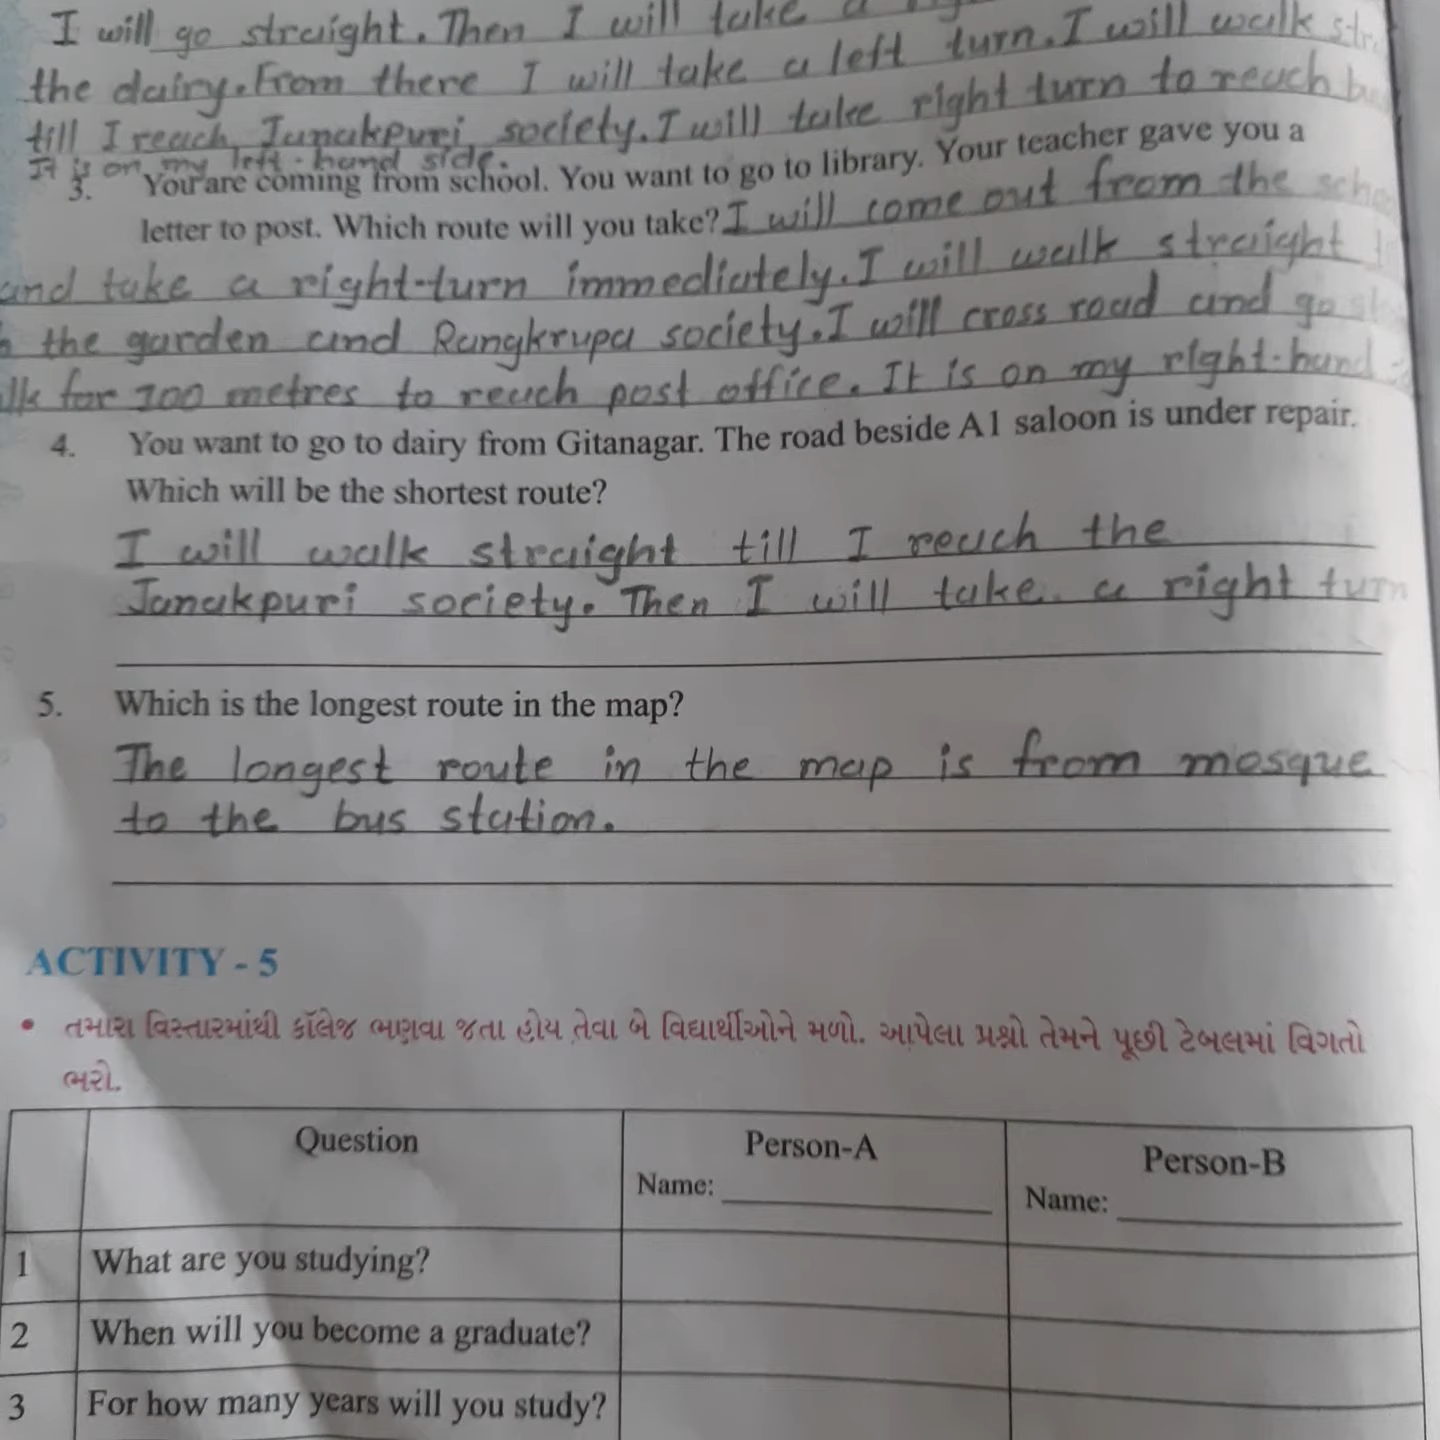 I will go straight. Then I will take a
the dairy. From there I will take a left turn. I will walk
till I reach Janakpuri society. I will take right turn to reach
It is on my left-hand side.
3. You are coming from school. You want to go to library. Your teacher gave you a
letter to post. Which route will you take? I will come out from the
and take a right-turn immediately. I will walk straight
the garden and Rangkrupa society. I will cross road and go
for 100 metres to reach post office. It is on my right-hand
4. You want to go to dairy from Gitanagar. The road beside A1 saloon is under repair.
Which will be the shortest route?
I will walk straight till I reach the
Janakpuri society. Then I will take a right turn
5. Which is the longest route in the map?
The longest route in the map is from mosque
to the bus station.
ACTIVITY - 5
• તમારા વિસ્તારમાંથી કૉલેજ ભણવા જતા હોય તેવા બે વિદ્યાર્થીઓને મળો. આપેલા પ્રશ્નો તેમને પૂછી ટેબલમાં વિગતો
ભરો.
Question Person-A Person-B
Name: Name:
1 What are you studying?
2 When will you become a graduate?
3 For how many years will you study?